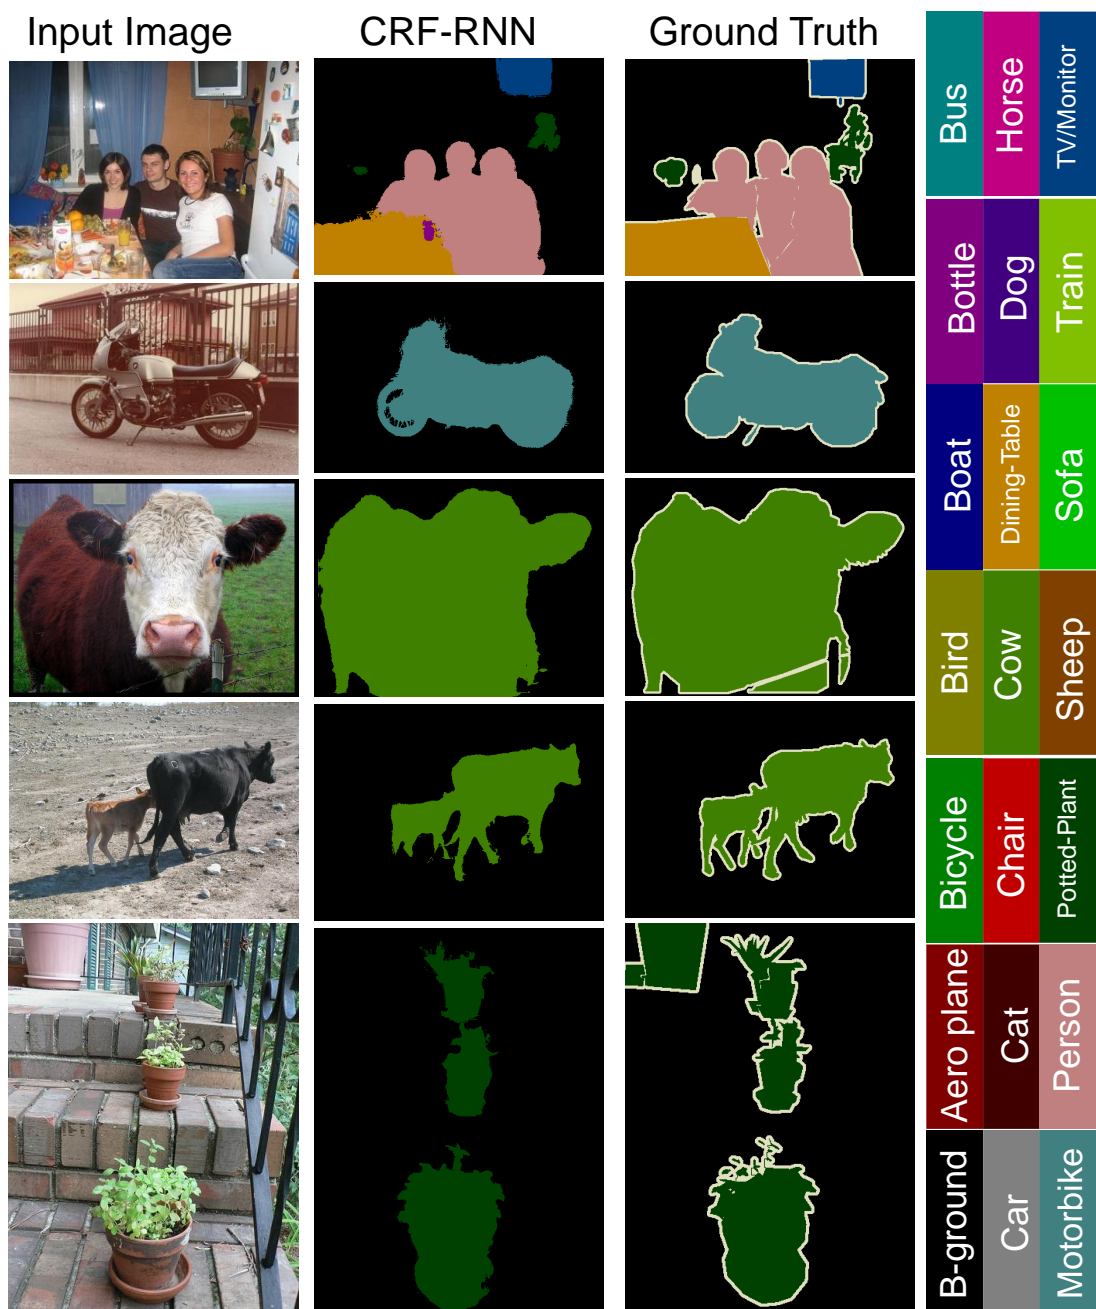 Input Image
CRF-RNN
Ground Truth
Bus
Horse
TV/Monitor
Bottle
Dog
Train
Boat
Dining-Table
Sofa
Bird
Cow
Sheep
Bicycle
Chair
Potted-Plant
Aero plane
Cat
Person
B-ground
Car
Motorbike